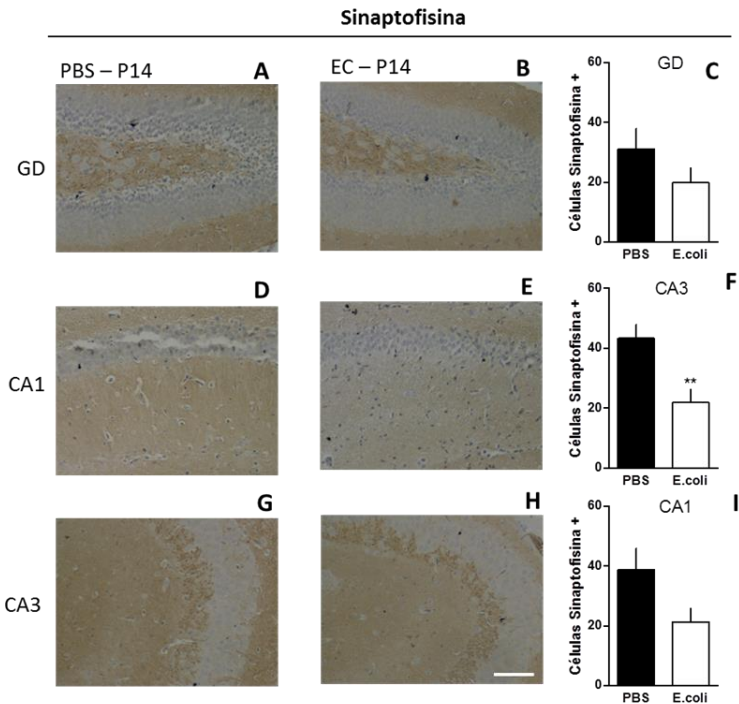 Sinaptofisina
PBS – P14
A
EC – P14
B
GD
C
60
40
20
0
Células Sinaptofisina +
PBS
E.coli
GD
D
E
CA3
F
60
40
20
0
Células Sinaptofisina +
**
PBS
E.coli
CA1
G
H
CA1
I
60
40
20
0
Células Sinaptofisina +
PBS
E.coli
CA3